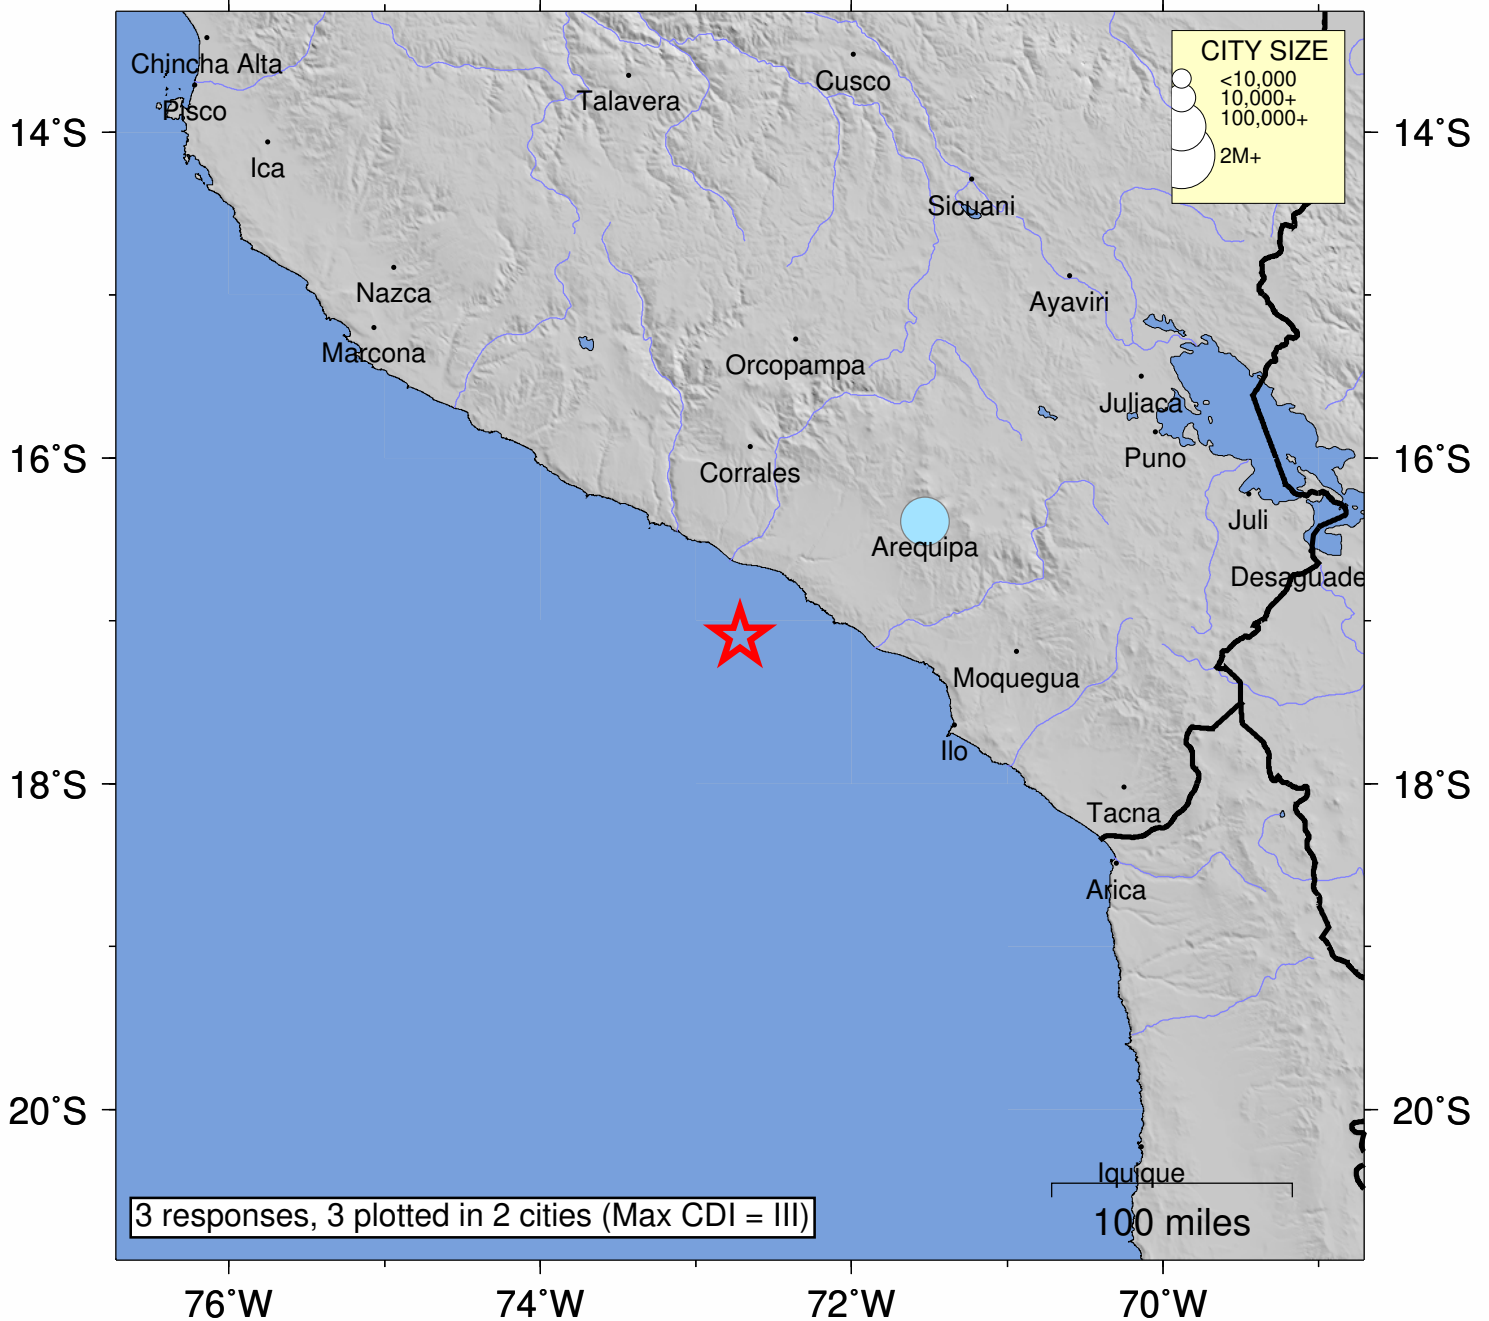 CITY SIZE
<10,000
10,000+
100,000+
2M+
Chincha Alta
Pisco
Ica
Talavera
Cusco
Sicuani
Nazca
Marcona
Ayaviri
Orcopampa
Juliaca
Puno
Corrales
Juli
Arequipa
Desaguade
Moquegua
Ilo
Tacna
Arica
Iquique
100 miles
3 responses, 3 plotted in 2 cities (Max CDI = III)
14˚S
16˚S
18˚S
20˚S
14˚S
16˚S
18˚S
20˚S
76˚W
74˚W
72˚W
70˚W